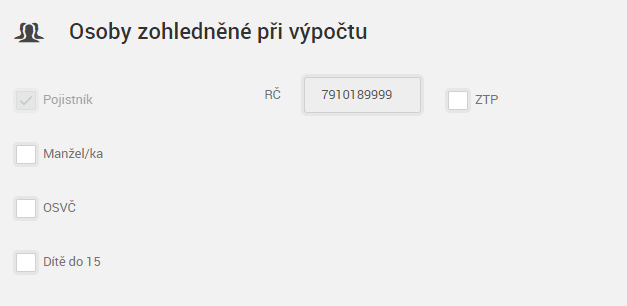 Osoby zohledněné při výpočtu
Pojistník RČ 7910189999 ZTP
Manžel/ka
OSVČ
Dítě do 15